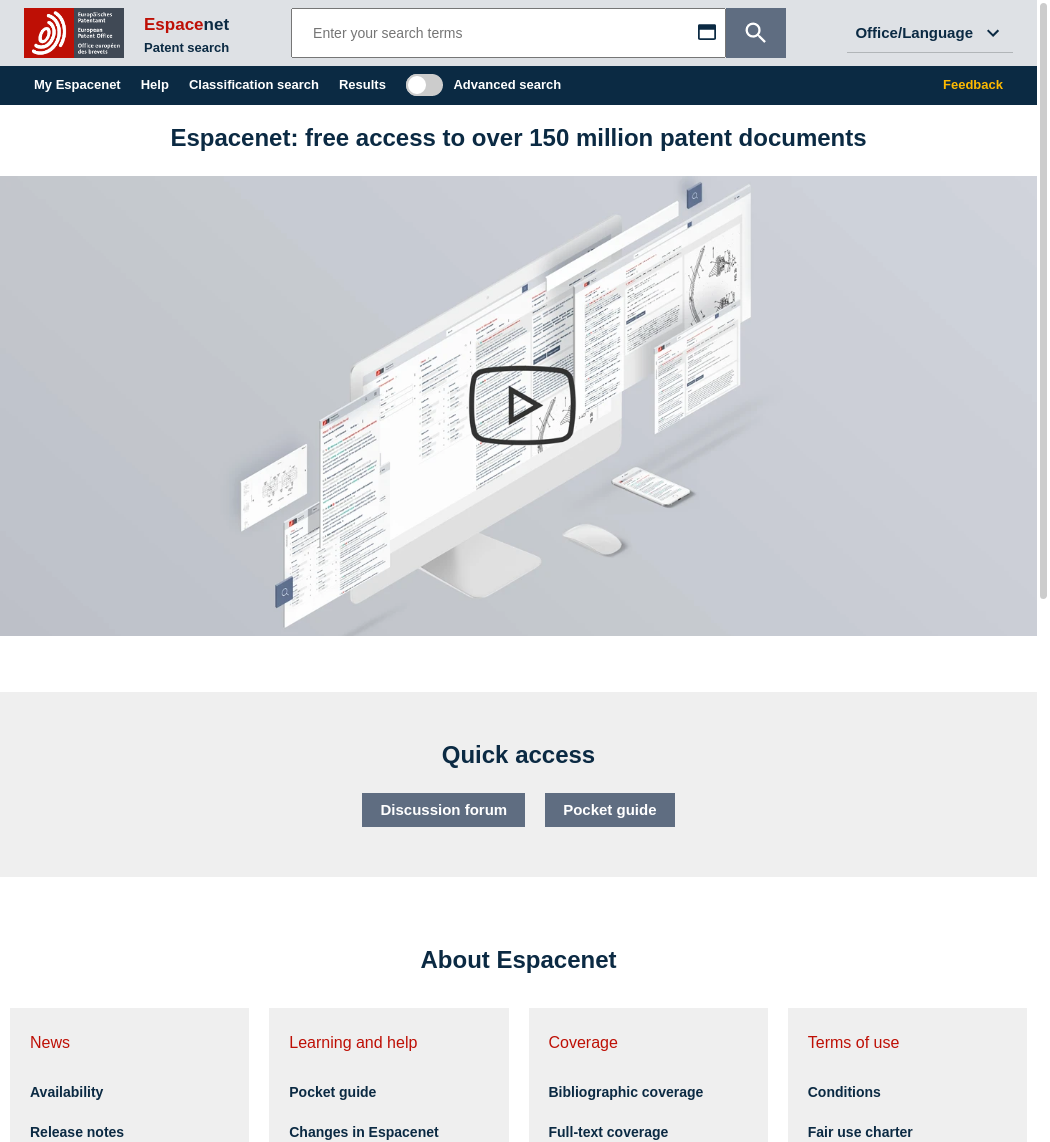 Europäisches
Patentamt
European
Patent Office
Office européen
des brevets
Espacenet
Patent search
Enter your search terms
Office/Language
My Espacenet
Help
Classification search
Results
Advanced search
Feedback
Espacenet: free access to over 150 million patent documents
Quick access
Discussion forum
Pocket guide
About Espacenet
News
Learning and help
Coverage
Terms of use
Availability
Pocket guide
Bibliographic coverage
Conditions
Release notes
Changes in Espacenet
Full-text coverage
Fair use charter